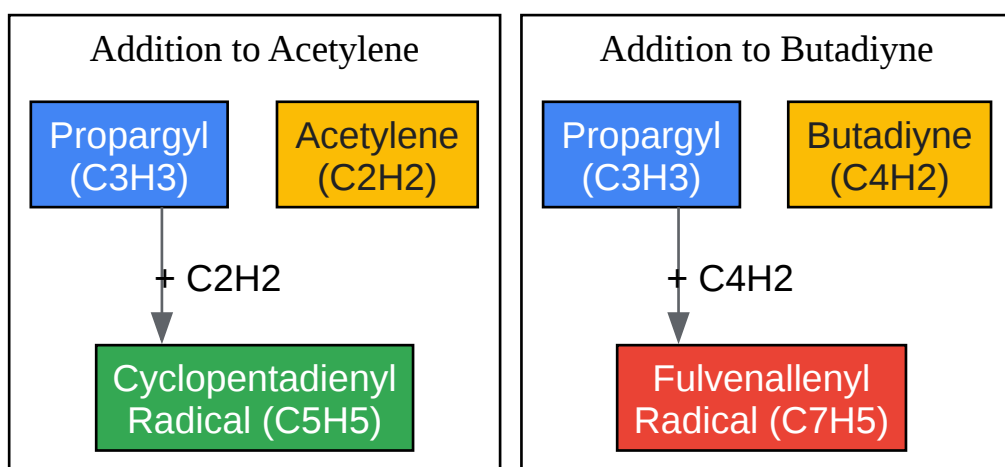 Addition to Acetylene
Propargyl
(C3H3)
Acetylene
(C2H2)
+ C2H2
Cyclopentadienyl
Radical (C5H5)
Addition to Butadiyne
Propargyl
(C3H3)
Butadiyne
(C4H2)
+ C4H2
Fulvenallenyl
Radical (C7H5)